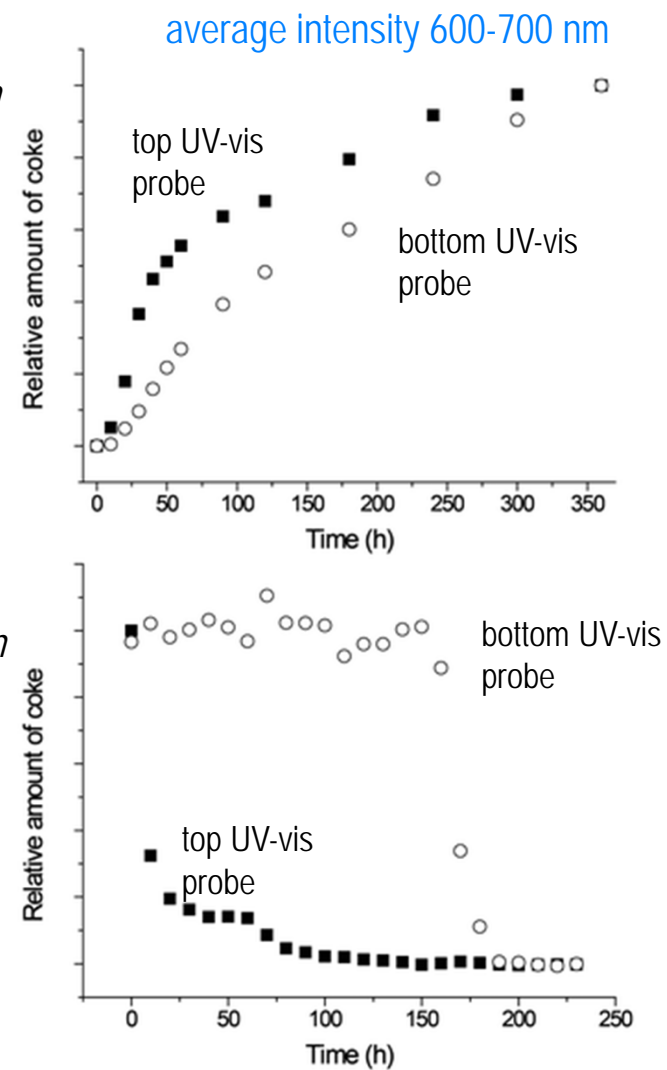 average intensity 600-700 nm
n
top UV-vis
probe
bottom UV-vis
probe
Relative amount of coke
0 50 100 150 200 250 300 350
Time (h)
n
bottom UV-vis
probe
top UV-vis
probe
Relative amount of coke
0 50 100 150 200 250
Time (h)